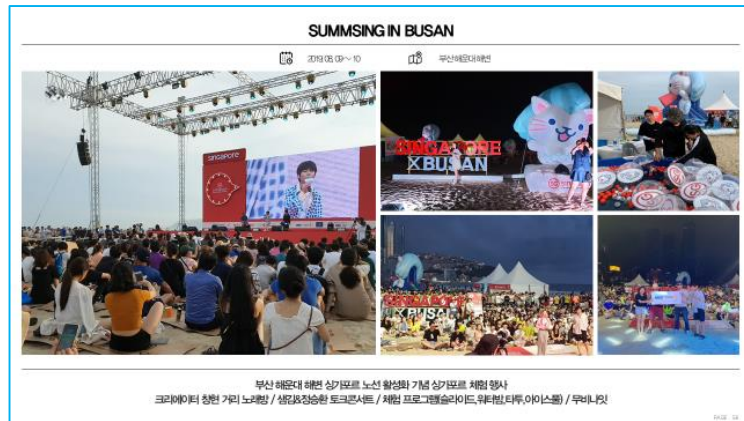 SUMMSING IN BUSAN
2019. 08. 09 ~ 10
부산 해운대 해변
singapore
SINGAPORE
X BUSAN
SINGAPORE
X BUSAN
부산 해운대 해변 싱가포르 노선 활성화 기념 싱가포르 체험 행사
크리에이터 창현 거리 노래방 / 샘김&정승환 토크콘서트 / 체험 프로그램(슬라이드,워터밤,타투,아이스풀) / 무비나잇